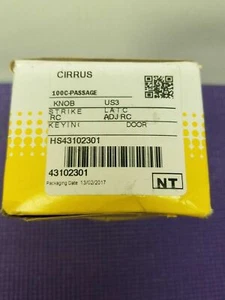 CIRRUS
100C-PASSAGE
KNOB US3
STRIKE LATC
RC ADJ RC
KEYIN DOOR
HS43102301
43102301
Packaging Date: 13/02/2017
NT